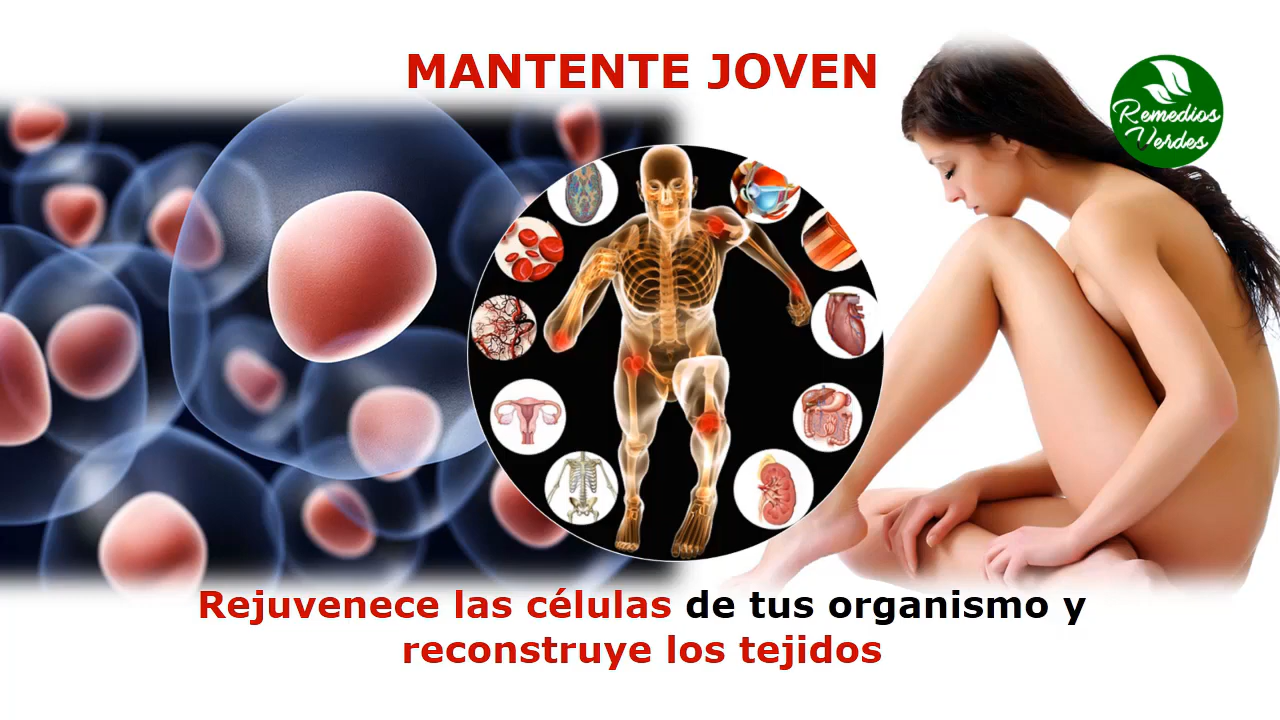 MANTENTE JOVEN
Remedios
Verdes
Rejuvenece las células de tus organismo y
reconstruye los tejidos